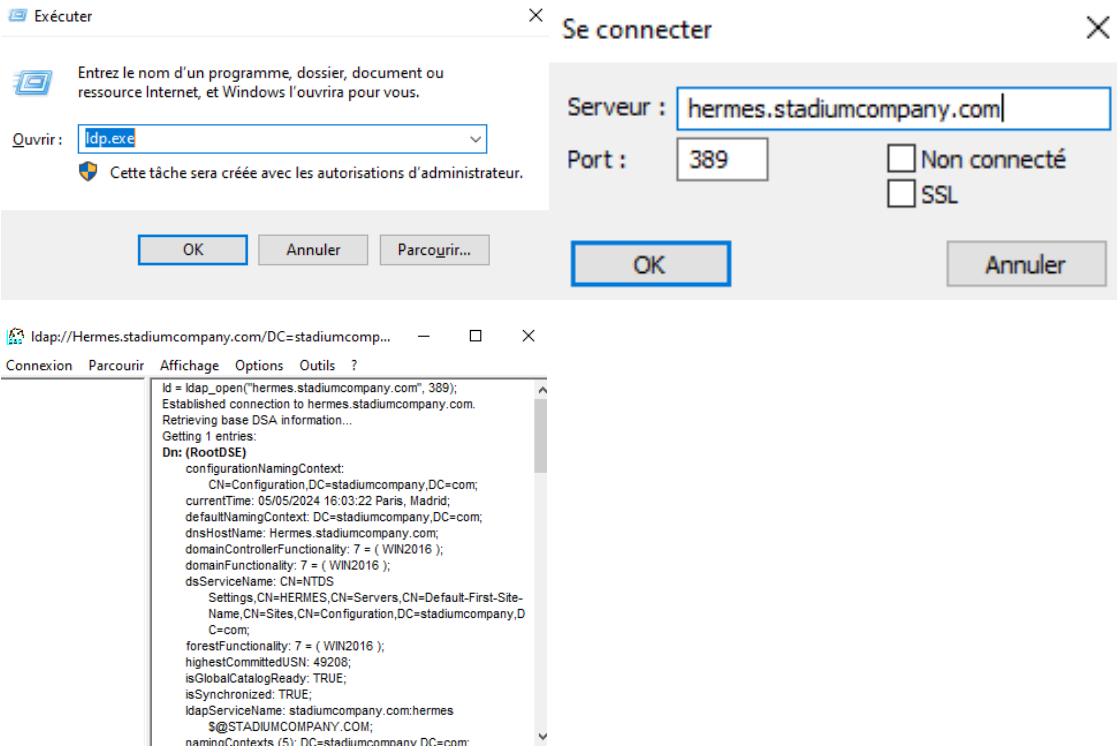 Exécuter
Entrez le nom d'un programme, dossier, document ou
ressource Internet, et Windows l'ouvrira pour vous.
Ouvrir : ldp.exe
Cette tâche sera créée avec les autorisations d'administrateur.
OK Annuler Parcourir...
Se connecter
Serveur : hermes.stadiumcompany.com
Port : 389 Non connecté
SSL
OK Annuler
ldap://Hermes.stadiumcompany.com/DC=stadiumcomp...
Connexion Parcourir Affichage Options Outils ?
ld = ldap_open("hermes.stadiumcompany.com", 389);
Established connection to hermes.stadiumcompany.com.
Retrieving base DSA information...
Getting 1 entries:
Dn: (RootDSE)
configurationNamingContext:
CN=Configuration,DC=stadiumcompany,DC=com;
currentTime: 05/05/2024 16:03:22 Paris, Madrid;
defaultNamingContext: DC=stadiumcompany,DC=com;
dnsHostName: Hermes.stadiumcompany.com;
domainControllerFunctionality: 7 = ( WIN2016 );
domainFunctionality: 7 = ( WIN2016 );
dsServiceName: CN=NTDS
Settings,CN=HERMES,CN=Servers,CN=Default-First-Site-
Name,CN=Sites,CN=Configuration,DC=stadiumcompany,D
C=com;
forestFunctionality: 7 = ( WIN2016 );
highestCommittedUSN: 49208;
isGlobalCatalogReady: TRUE;
isSynchronized: TRUE;
ldapServiceName: stadiumcompany.com:hermes
$@STADIUMCOMPANY.COM;
namingContexts (5): DC=stadiumcompany,DC=com;